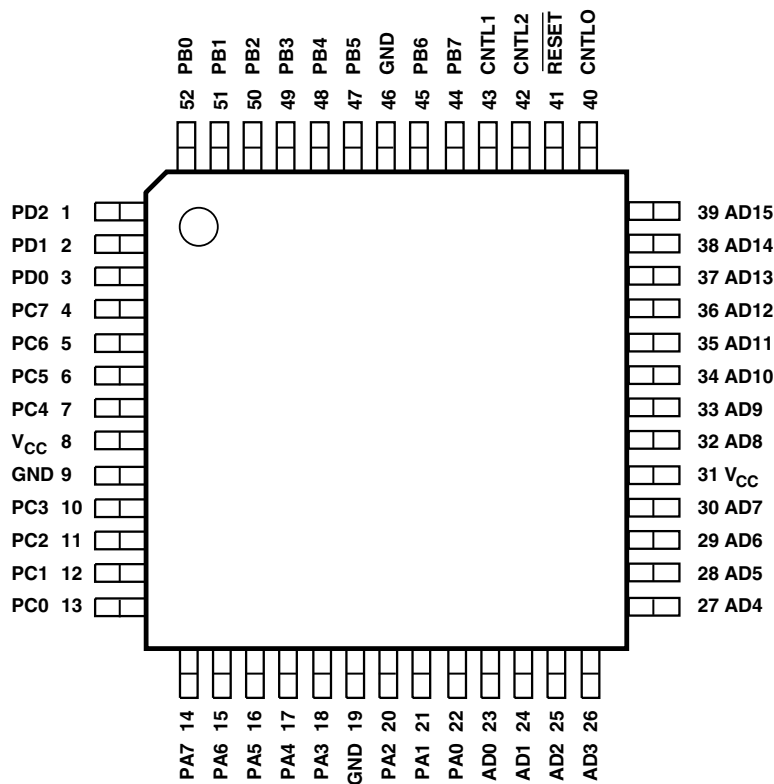 52 PB0
51 PB1
50 PB2
49 PB3
48 PB4
47 PB5
46 GND
45 PB6
44 PB7
43 CNTL1
42 CNTL2
41 RESET
40 CNTL0
PD2 1
PD1 2
PD0 3
PC7 4
PC6 5
PC5 6
PC4 7
VCC 8
GND 9
PC3 10
PC2 11
PC1 12
PC0 13
39 AD15
38 AD14
37 AD13
36 AD12
35 AD11
34 AD10
33 AD9
32 AD8
31 VCC
30 AD7
29 AD6
28 AD5
27 AD4
PA7 14
PA6 15
PA5 16
PA4 17
PA3 18
GND 19
PA2 20
PA1 21
PA0 22
AD0 23
AD1 24
AD2 25
AD3 26